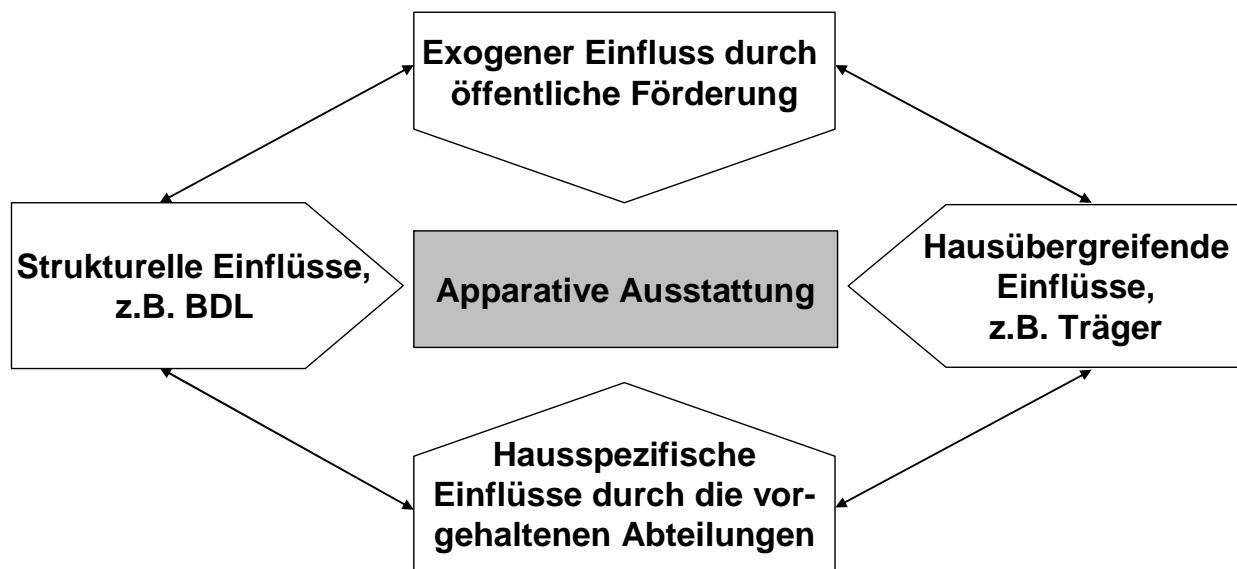 Exogener Einfluss durch
öffentliche Förderung
Strukturelle Einflüsse,
z.B. BDL
Apparative Ausstattung
Hausübergreifende
Einflüsse,
z.B. Träger
Hausspezifische
Einflüsse durch die vor-
gehaltenen Abteilungen